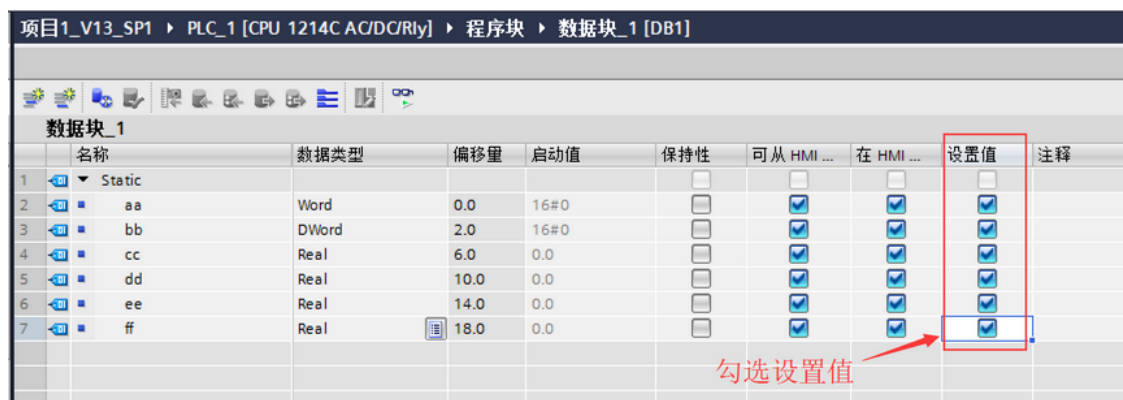 项目1_V13_SP1 ▸ PLC_1 [CPU 1214C AC/DC/Rly] ▸ 程序块 ▸ 数据块_1 [DB1]
数据块_1
名称 数据类型 偏移量 启动值 保持性 可从 HMI ... 在 HMI ... 设置值 注释
1 Static
2 aa Word 0.0 16#0
3 bb DWord 2.0 16#0
4 cc Real 6.0 0.0
5 dd Real 10.0 0.0
6 ee Real 14.0 0.0
7 ff Real 18.0 0.0
勾选设置值